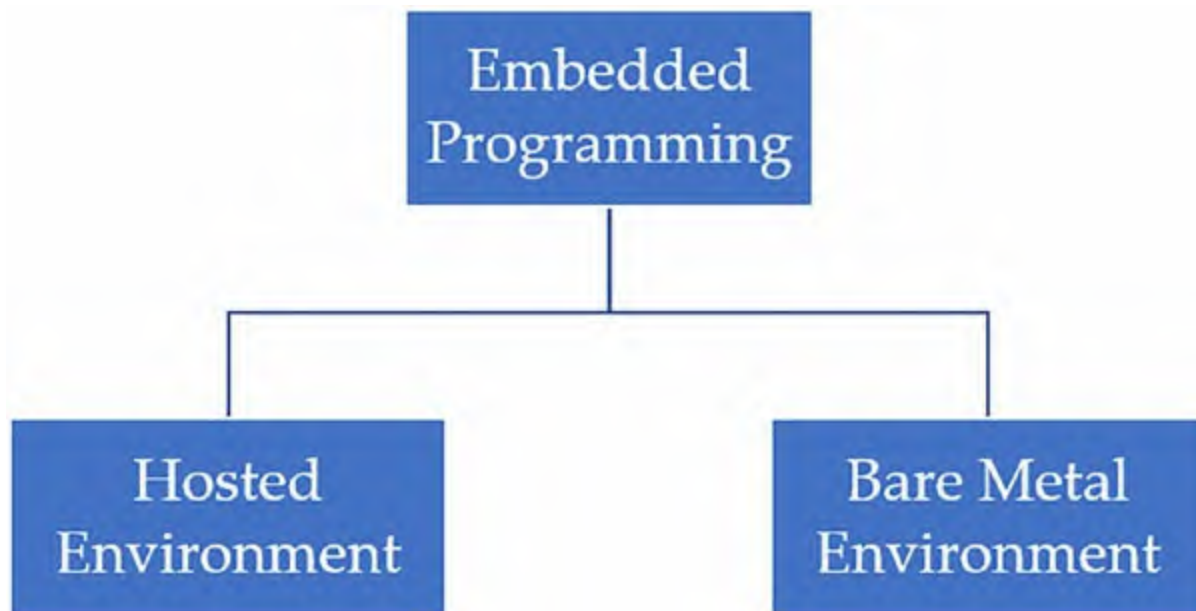 Embedded
Programming
Hosted
Environment
Bare Metal
Environment